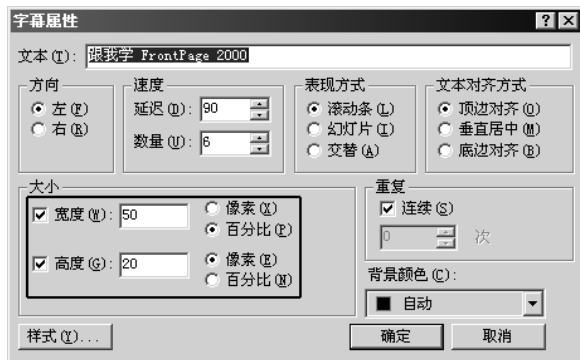 字幕属性
文本(T): 跟我学 FrontPage 2000
方向
左(F)
右(R)
速度
延迟(D): 90
数量(U): 6
表现方式
滚动条(L)
幻灯片(I)
交替(A)
文本对齐方式
顶边对齐(O)
垂直居中(M)
底边对齐(B)
大小
宽度(W): 50
像素(X)
百分比(P)
高度(G): 20
像素(E)
百分比(N)
重复
连续(S)
0 次
背景颜色(C):
自动
样式(Y)...
确定
取消